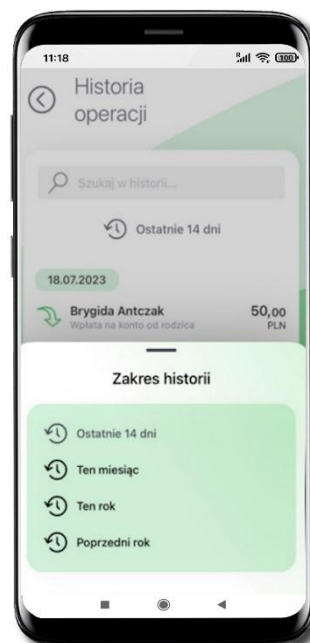 11:18
100
Historia
operacji
Szukaj w historii...
Ostatnie 14 dni
18.07.2023
Brygida Antczak
50,00
Wpłata na konto od rodzica
PLN
Zakres historii
Ostatnie 14 dni
Ten miesiąc
Ten rok
Poprzedni rok